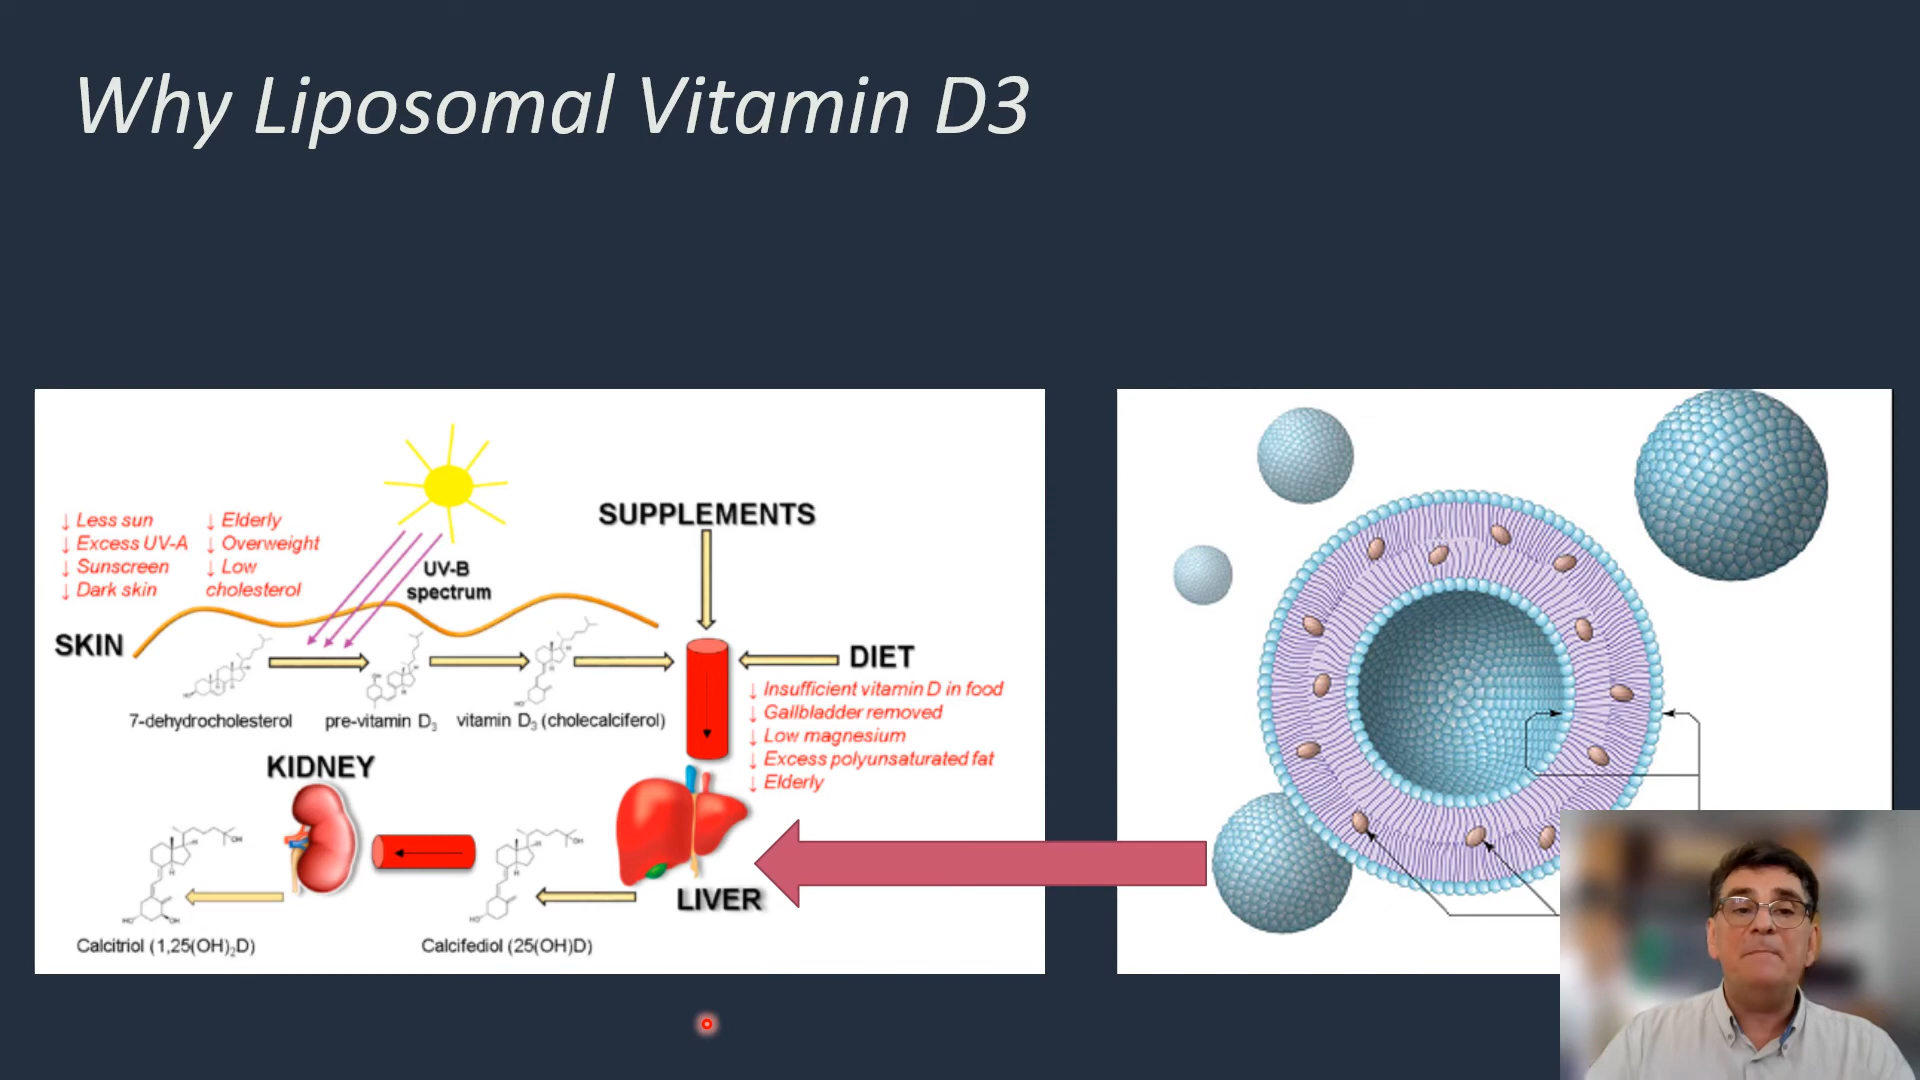 Why Liposomal Vitamin D3
↓ Less sun
↓ Excess UV-A
↓ Sunscreen
↓ Dark skin
↓ Elderly
↓ Overweight
↓ Low
cholesterol
UV-B
spectrum
SUPPLEMENTS
SKIN
7-dehydrocholesterol
pre-vitamin D₃
vitamin D₃ (cholecalciferol)
DIET
↓ Insufficient vitamin D in food
↓ Gallbladder removed
↓ Low magnesium
↓ Excess polyunsaturated fat
↓ Elderly
KIDNEY
LIVER
Calcitriol (1,25(OH)₂D)
Calcifediol (25(OH)D)